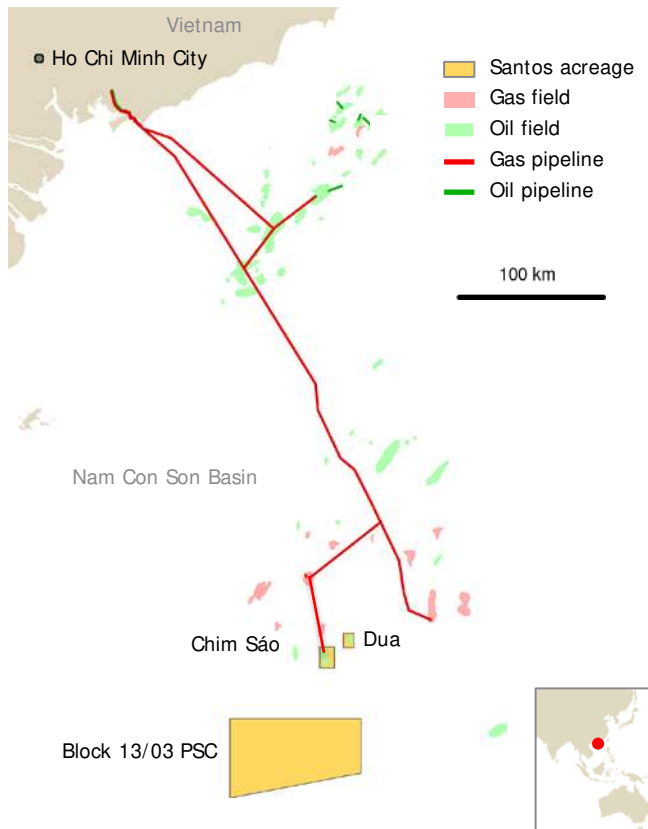 Vietnam
Ho Chi Minh City
Santos acreage
Gas field
Oil field
Gas pipeline
Oil pipeline
100 km
Nam Con Son Basin
Chim Sáo
Dua
Block 13/03 PSC